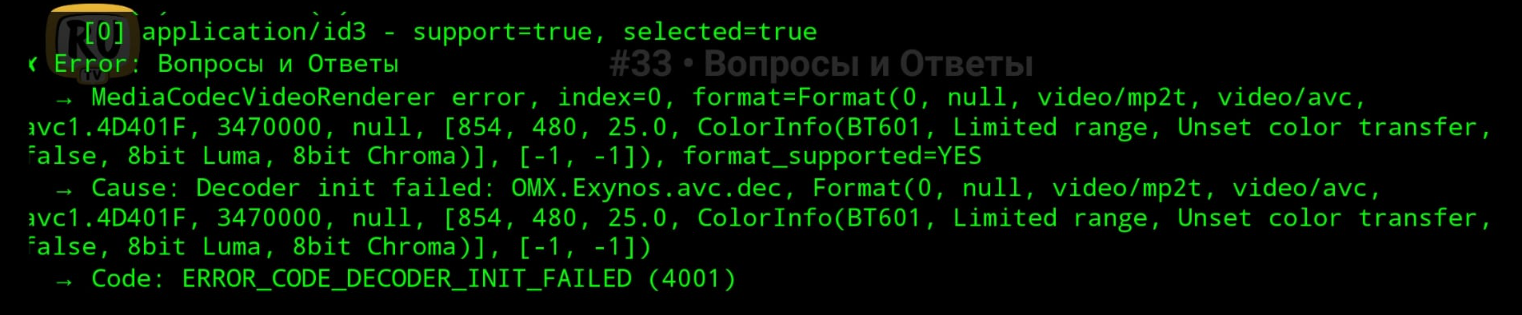 [0] application/id3 - support=true, selected=true
Error: Вопросы и Ответы
#33 • Вопросы и Ответы
→ MediaCodecVideoRenderer error, index=0, format=Format(0, null, video/mp2t, video/avc,
avc1.4D401F, 3470000, null, [854, 480, 25.0, ColorInfo(BT601, Limited range, Unset color transfer,
false, 8bit Luma, 8bit Chroma)], [-1, -1]), format_supported=YES
→ Cause: Decoder init failed: OMX.Exynos.avc.dec, Format(0, null, video/mp2t, video/avc,
avc1.4D401F, 3470000, null, [854, 480, 25.0, ColorInfo(BT601, Limited range, Unset color transfer,
false, 8bit Luma, 8bit Chroma)], [-1, -1])
→ Code: ERROR_CODE_DECODER_INIT_FAILED (4001)